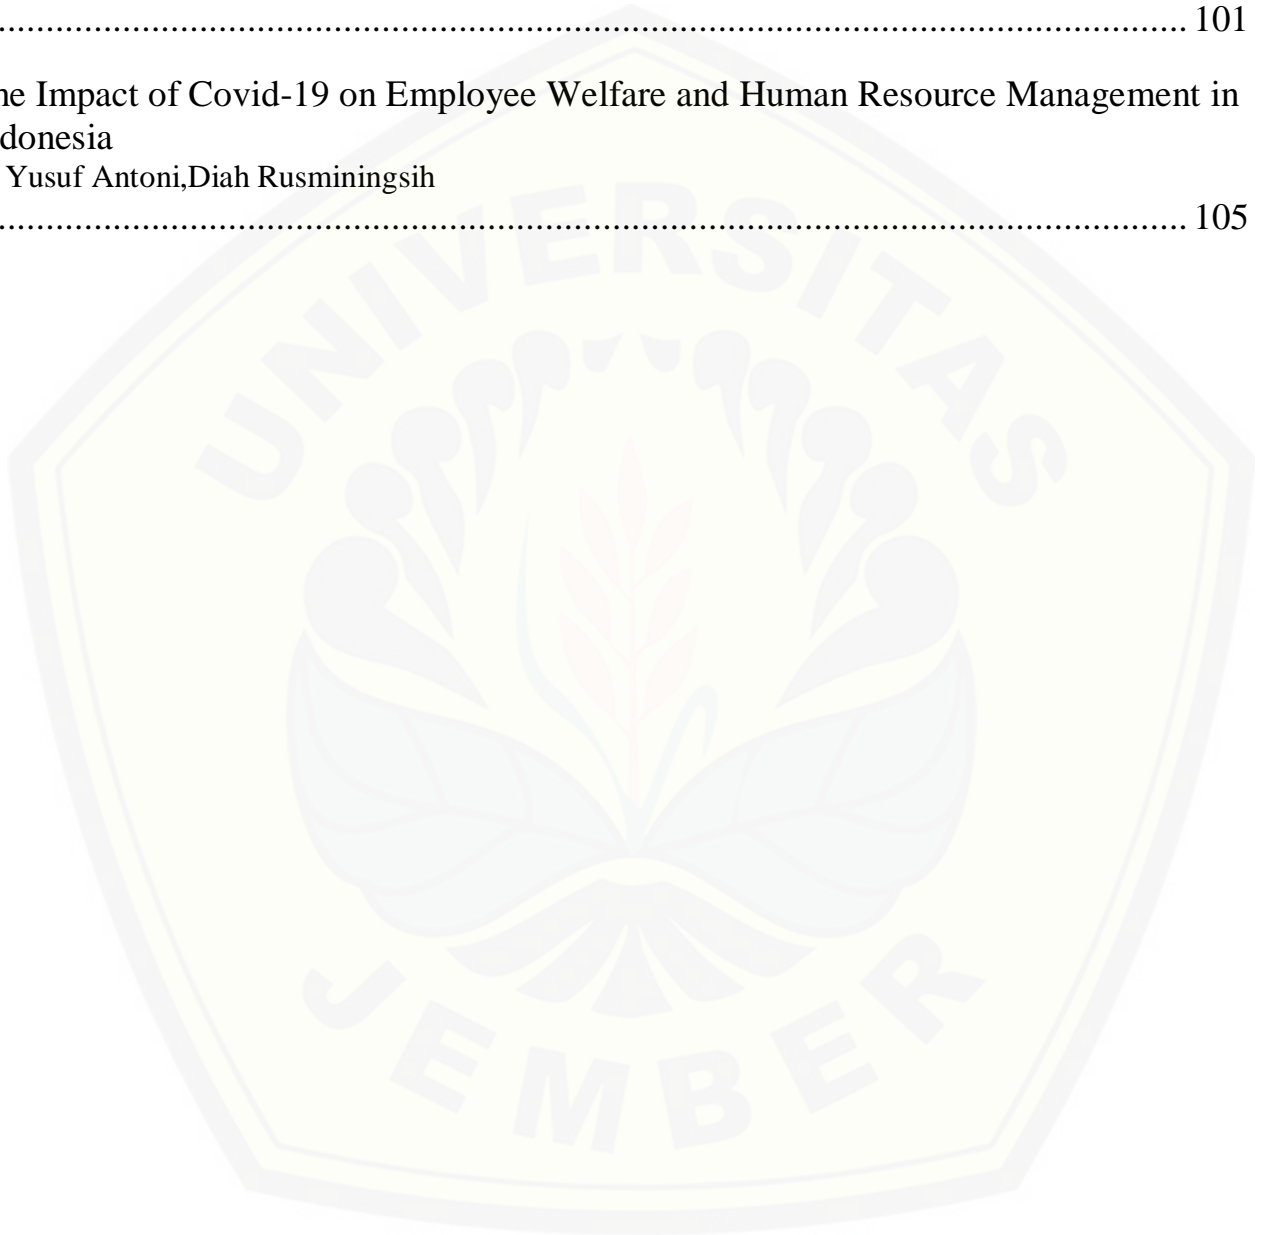 ........................................................................................................................ 101
he Impact of Covid-19 on Employee Welfare and Human Resource Management in
donesia
Yusuf Antoni,Diah Rusminingsih
........................................................................................................................ 105
UNIVERSITAS
JEMBER